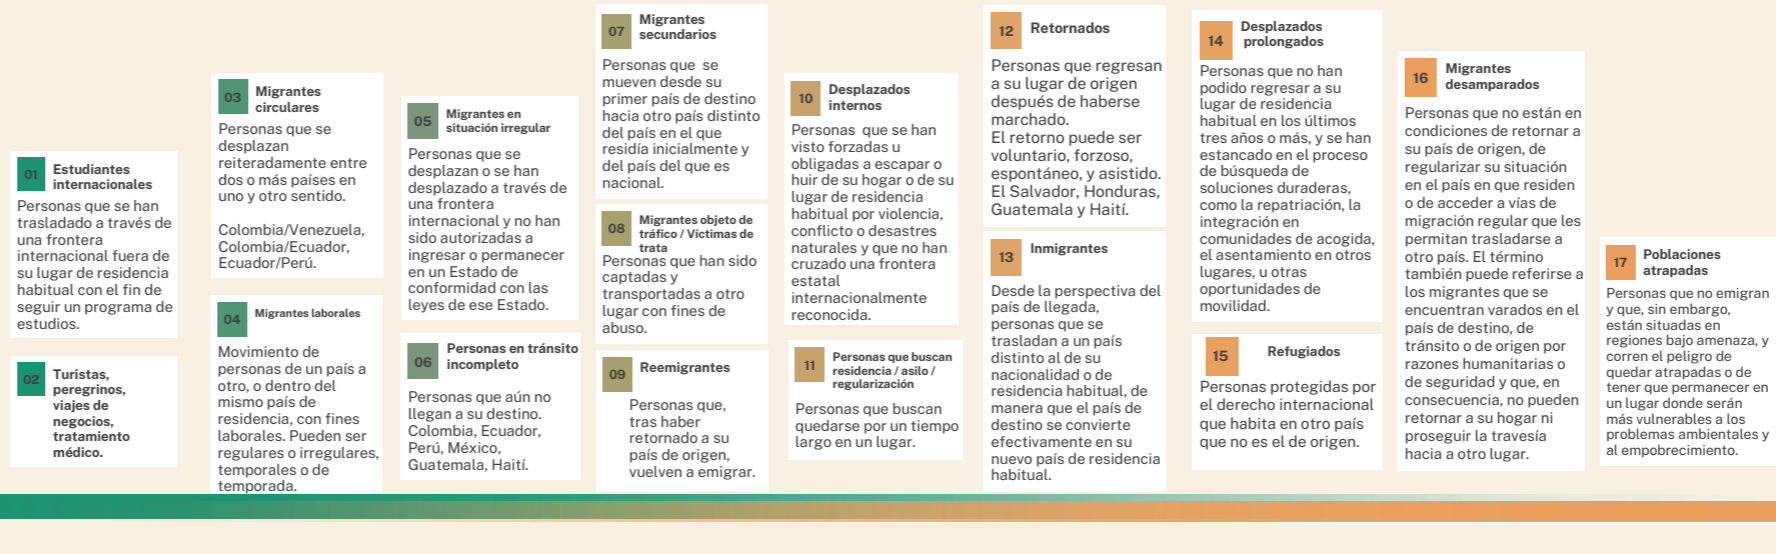 01
Estudiantes
internacionales
Personas que se han
trasladado a través de
una frontera
internacional fuera de
su lugar de residencia
habitual con el fin de
seguir un programa de
estudios.
02
Turistas,
peregrinos,
viajes de
negocios,
tratamiento
médico.
03
Migrantes
circulares
Personas que se
desplazan
reiteradamente entre
dos o más países en
uno y otro sentido.
Colombia/Venezuela,
Colombia/Ecuador,
Ecuador/Perú.
04
Migrantes laborales
Movimiento de
personas de un país a
otro, o dentro del
mismo país de
residencia, con fines
laborales. Pueden ser
regulares o irregulares,
temporales o de
temporada.
05
Migrantes en
situación irregular
Personas que se
desplazan o se han
desplazado a través de
una frontera
internacional y no han
sido autorizadas a
ingresar o permanecer
en un Estado de
conformidad con las
leyes de ese Estado.
06
Personas en tránsito
incompleto
Personas que aún no
llegan a su destino.
Colombia, Ecuador,
Perú, México,
Guatemala, Haití.
07
Migrantes
secundarios
Personas que se
mueven desde su
primer país de destino
hacia otro país distinto
del país en el que
residía inicialmente y
del país del que es
nacional.
08
Migrantes objeto de
tráfico / Víctimas de
trata
Personas que han sido
captadas y
transportadas a otro
lugar con fines de
abuso.
09
Reemigrantes
Personas que,
tras haber
retornado a su
país de origen,
vuelven a emigrar.
10
Desplazados
internos
Personas que se han
visto forzadas u
obligadas a escapar o
huir de su hogar o de su
lugar de residencia
habitual por violencia,
conflicto o desastres
naturales y que no han
cruzado una frontera
estatal
internacionalmente
reconocida.
11
Personas que buscan
residencia / asilo /
regularización
Personas que buscan
quedarse por un tiempo
largo en un lugar.
12
Retornados
Personas que regresan
a su lugar de origen
después de haberse
marchado.
El retorno puede ser
voluntario, forzoso,
espontáneo, y asistido.
El Salvador, Honduras,
Guatemala y Haití.
13
Inmigrantes
Desde la perspectiva del
país de llegada,
personas que se
trasladan a un país
distinto al de su
nacionalidad o de
residencia habitual, de
manera que el país de
destino se convierte
efectivamente en su
nuevo país de residencia
habitual.
14
Desplazados
prolongados
Personas que no han
podido regresar a su
lugar de residencia
habitual en los últimos
tres años o más, y se han
estancado en el proceso
de búsqueda de
soluciones duraderas,
como la repatriación, la
integración en
comunidades de acogida,
el asentamiento en otros
lugares, u otras
oportunidades de
movilidad.
15
Refugiados
Personas protegidas por
el derecho internacional
que habita en otro país
que no es el de origen.
16
Migrantes
desamparados
Personas que no están en
condiciones de retornar a
su país de origen, de
regularizar su situación
en el país en que residen
o de acceder a vías de
migración regular que les
permitan trasladarse a
otro país. El término
también puede referirse a
los migrantes que se
encuentran varados en el
país de destino, de
tránsito o de origen por
razones humanitarias o
de seguridad y que, en
consecuencia, no pueden
retornar a su hogar ni
proseguir la travesía
hacia a otro lugar.
17
Poblaciones
atrapadas
Personas que no emigran
y que, sin embargo,
están situadas en
regiones bajo amenaza, y
corren el peligro de
quedar atrapadas o de
tener que permanecer en
un lugar donde serán
más vulnerables a los
problemas ambientales y
al empobrecimiento.